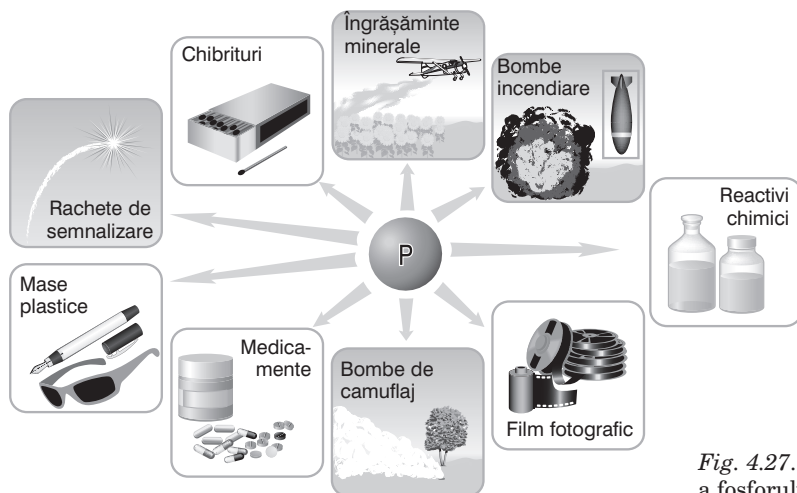 Chibrituri
Îngrășăminte
minerale
Bombe
incendiare
Rachete de
semnalizare
P
Reactivi
chimici
Mase
plastice
Medica-
mente
Bombe de
camuflaj
Film fotografic
Fig. 4.27.